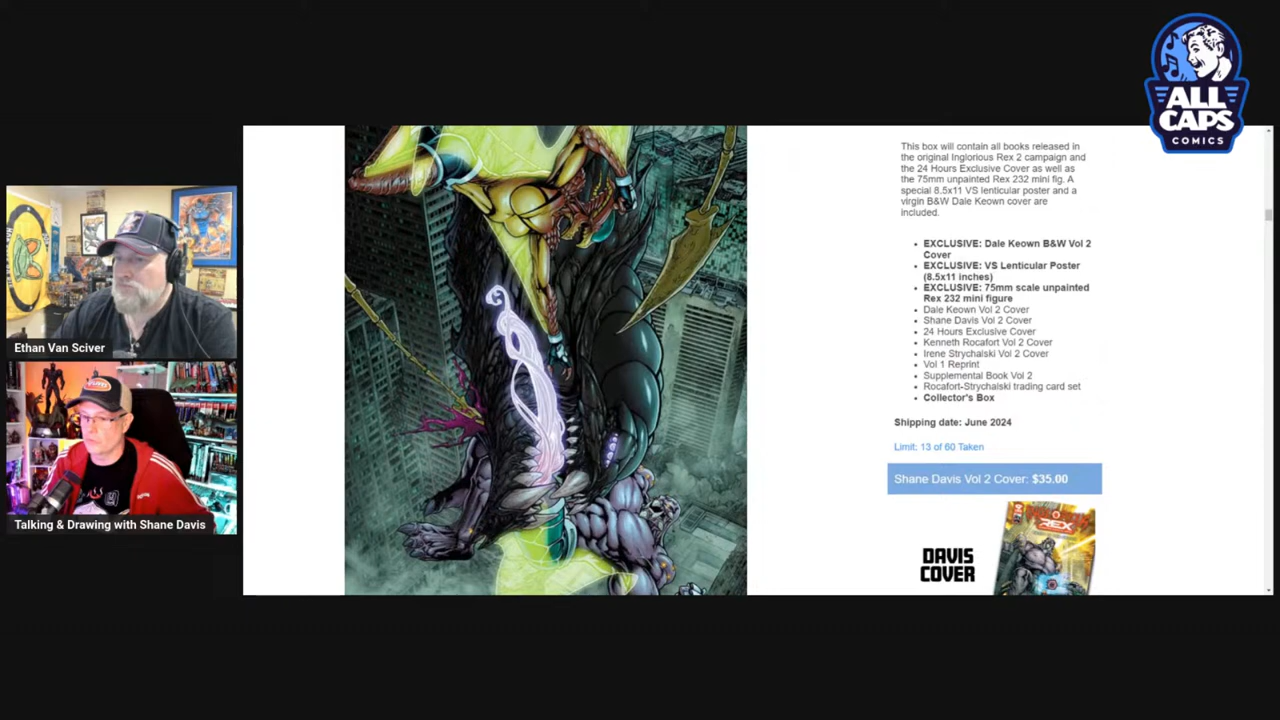 ALL
CAPS
COMICS
This box will contain all books released in
the original Inglorious Rex 2 campaign and
the 24 Hours Exclusive Cover as well as
the 75mm unpainted Rex 232 mini fig. A
special 8.5x11 VS lenticular poster and a
virgin B&W Dale Keown cover are
included.
EXCLUSIVE: Dale Keown B&W Vol 2
Cover
EXCLUSIVE: VS Lenticular Poster
(8.5x11 inches)
EXCLUSIVE: 75mm scale unpainted
Rex 232 mini figure
Dale Keown Vol 2 Cover
Shane Davis Vol 2 Cover
24 Hours Exclusive Cover
Kenneth Rocafort Vol 2 Cover
Irene Strychalski Vol 2 Cover
Vol 1 Reprint
Supplemental Book Vol 2
Rocafort-Strychalski trading card set
Collector's Box
Shipping date: June 2024
Limit: 13 of 60 Taken
Shane Davis Vol 2 Cover: $35.00
DAVIS
COVER
REX
Ethan Van Sciver
Talking & Drawing with Shane Davis